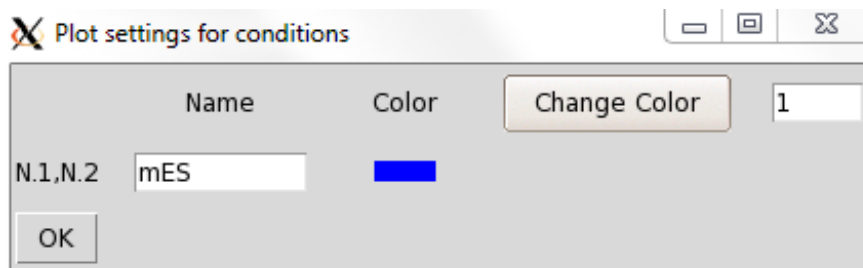 Plot settings for conditions
Name Color Change Color 1
N.1,N.2 mES
OK